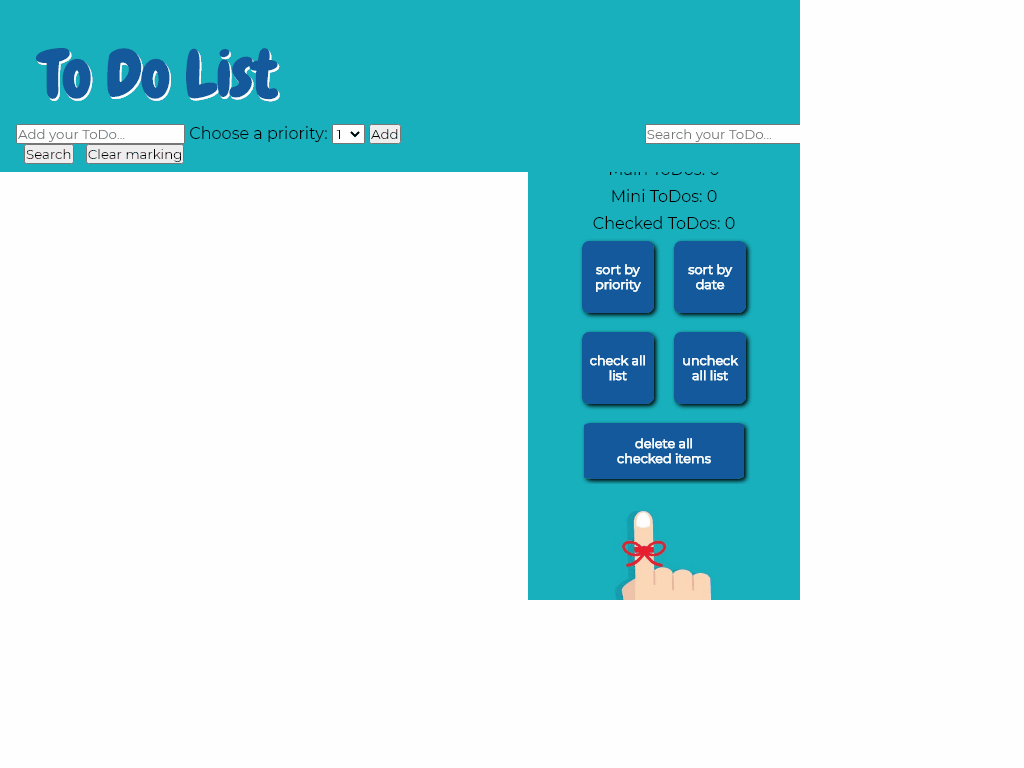 To Do List
Add your ToDo... Choose a priority: 1 Add Search your ToDo...
Search Clear marking
Main ToDos: 0
Mini ToDos: 0
Checked ToDos: 0
sort by
priority
sort by
date
check all
list
uncheck
all list
delete all
checked items